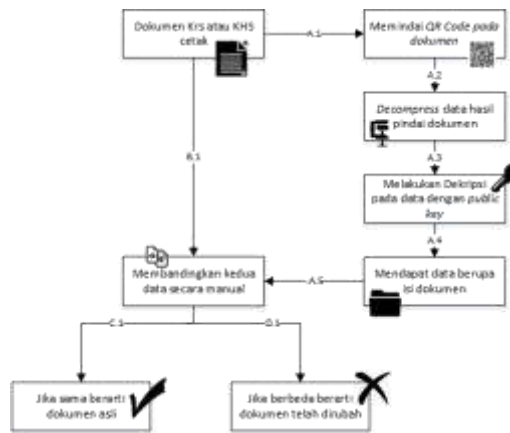 Dokumen Krs atau KHS
cetak
A.1
Memindai QR Code pada
dokumen
A.2
Decompress data hasil
pindai dokumen
A.3
B.1
Melakukan Dekripsi
pada data dengan public
key
A.4
Membandingkan kedua
data secara manual
A.5
Mendapat data berupa
isi dokumen
C.1
D.1
Jika sama berarti
dokumen asli
Jika berbeda berarti
dokumen telah dirubah